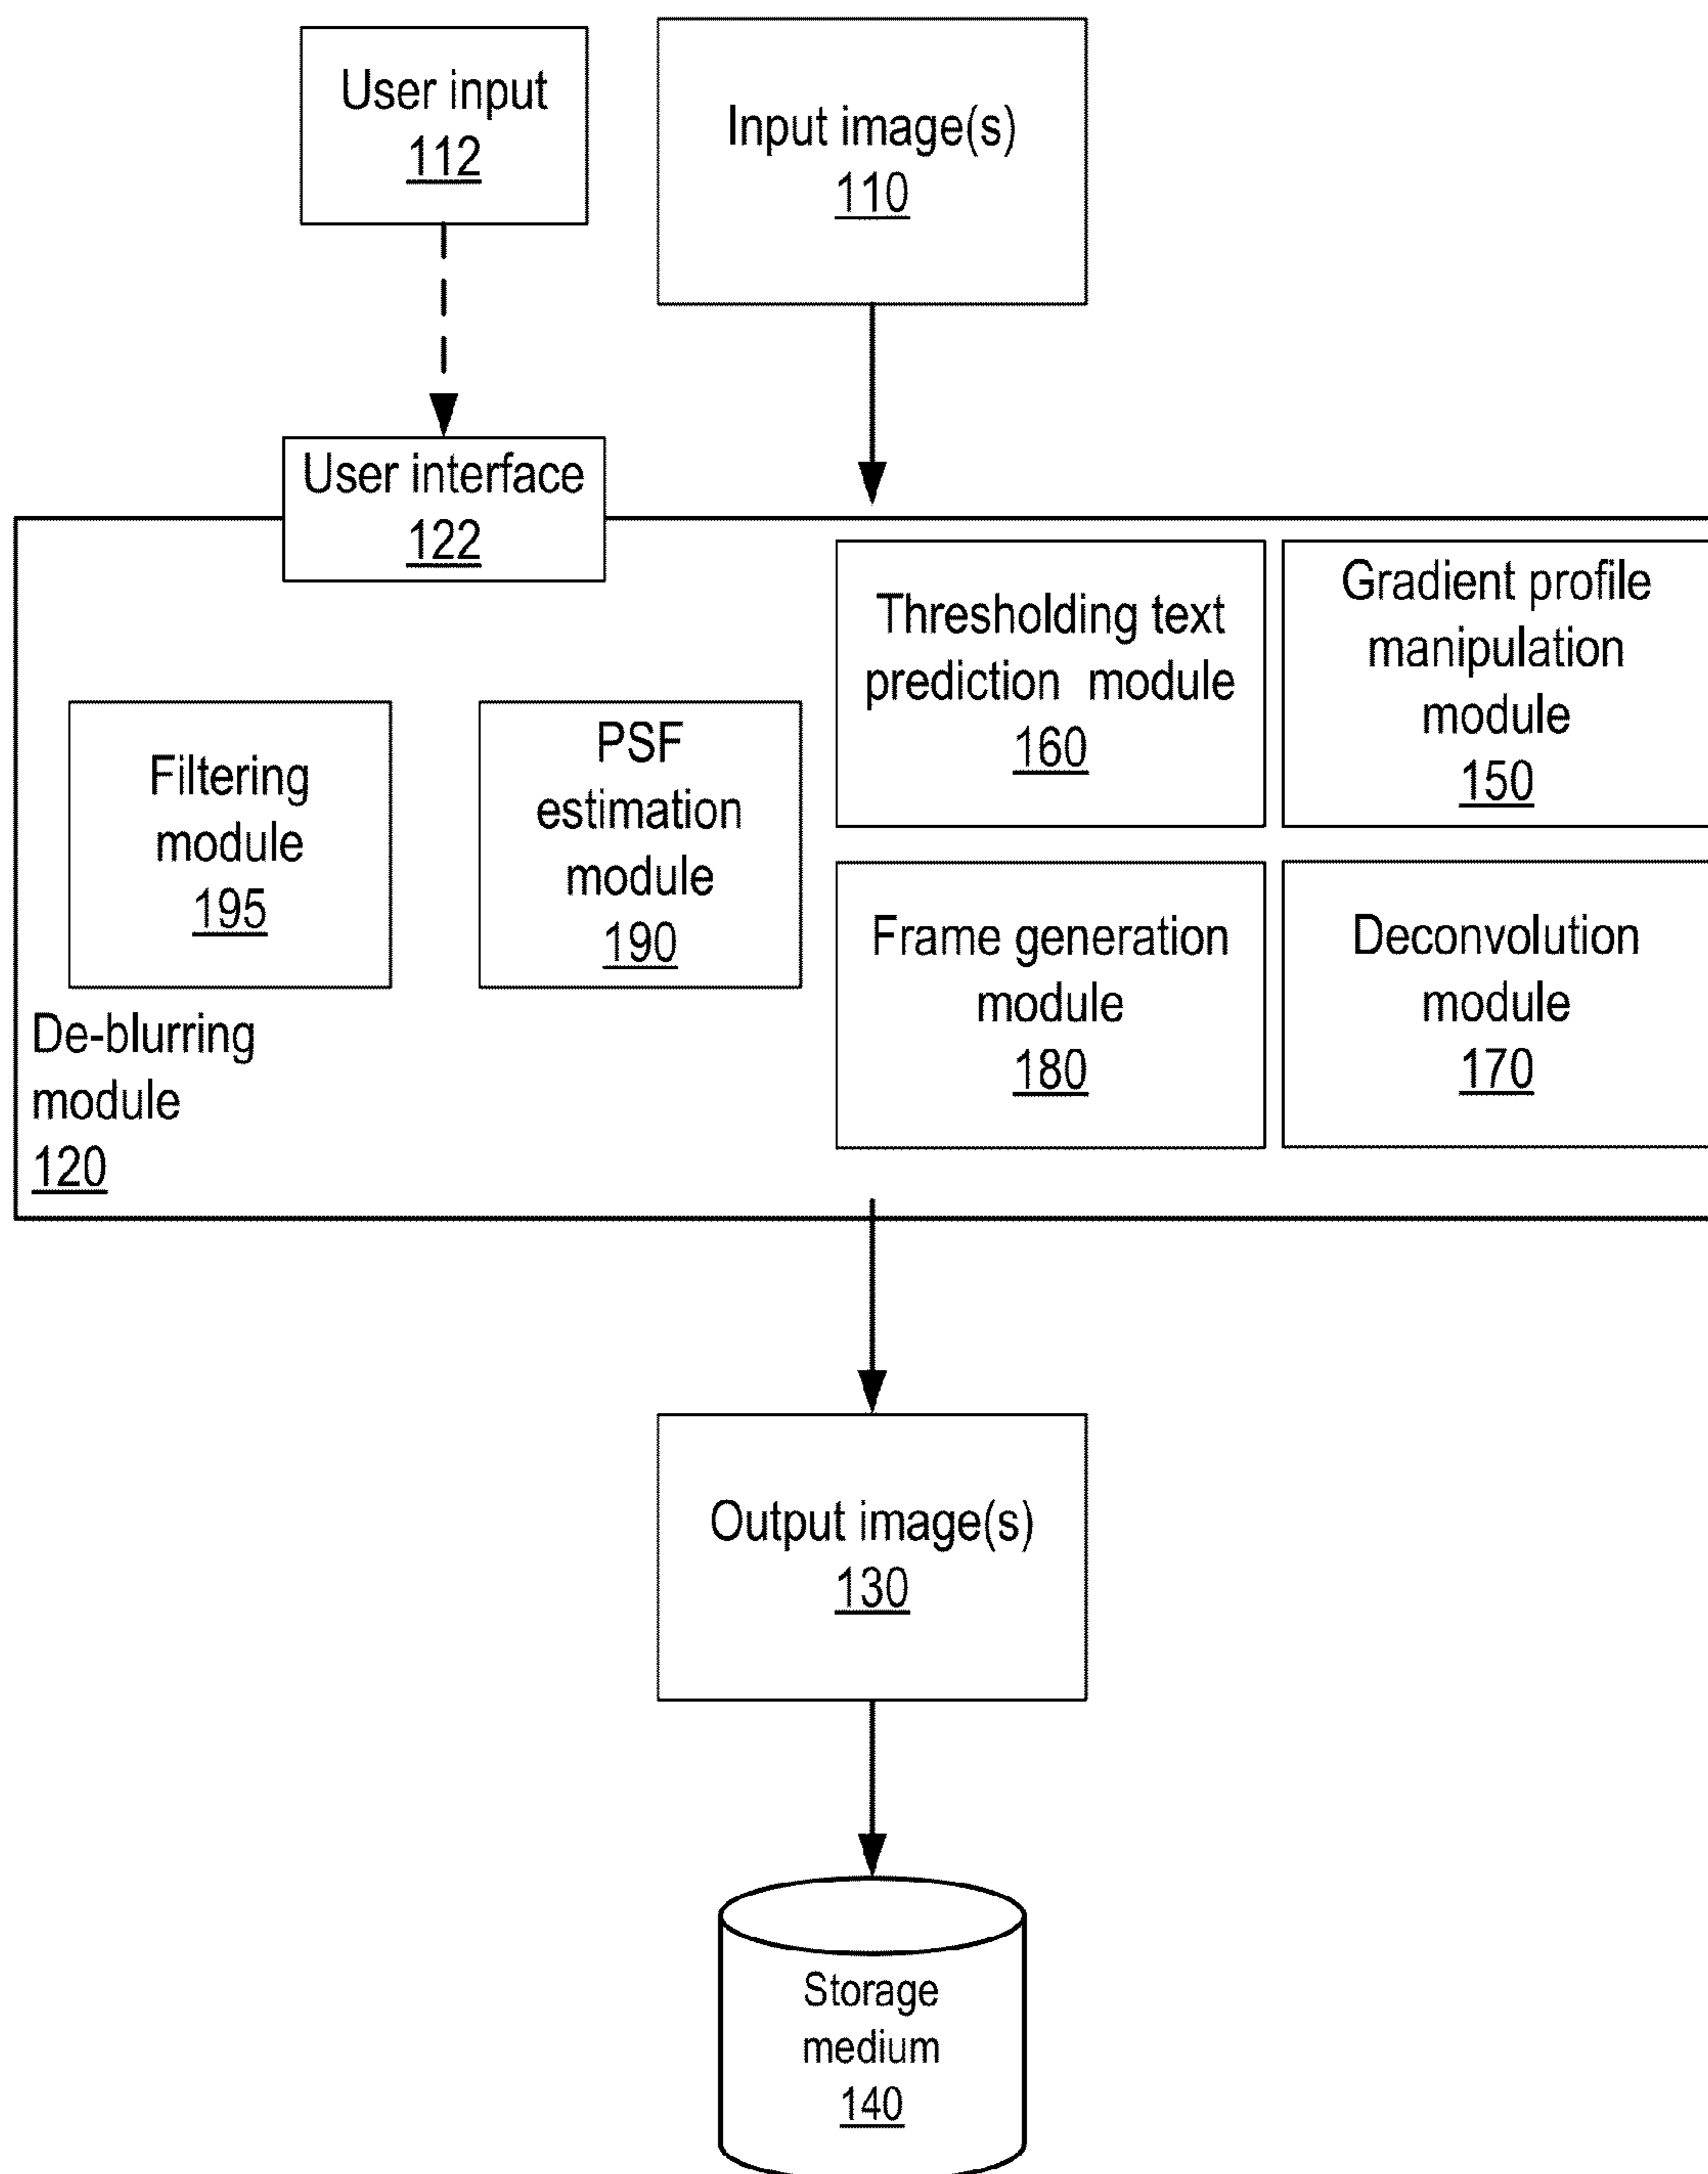 User input
112
Input image(s)
110
User interface
122
Thresholding text
prediction module
160
Gradient profile
manipulation
module
150
Filtering
module
195
PSF
estimation
module
190
Frame generation
module
180
Deconvolution
module
170
De-blurring
module
120
Output image(s)
130
Storage
medium
140